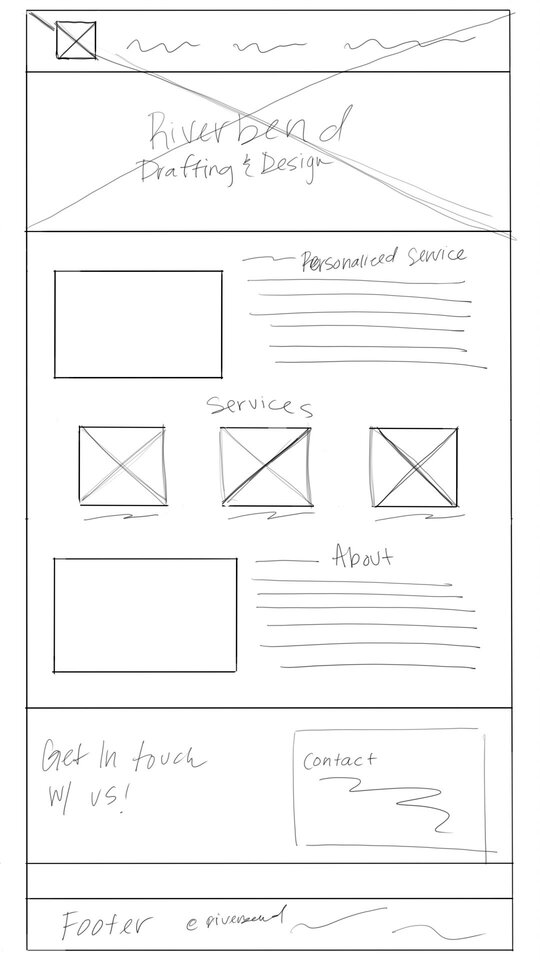 Riverbend
Drafting & Design
Personalized Service
Services
About
Get In touch
w/ us!
Contact
Footer @riverbend